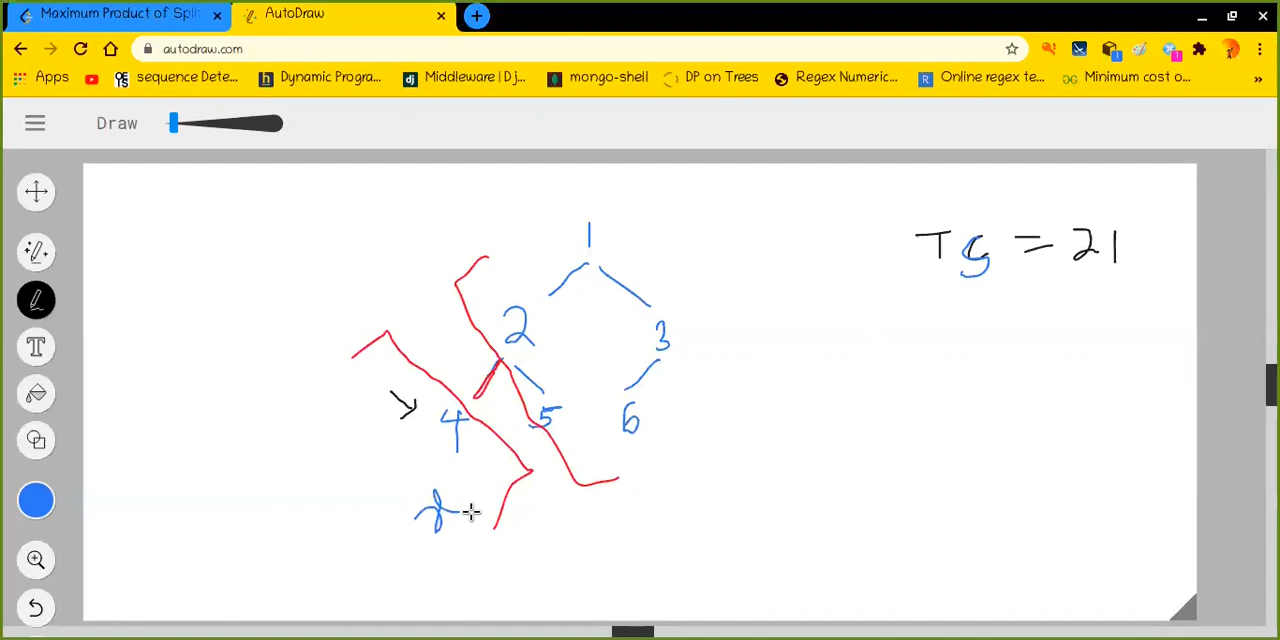 Maximum Product of Spli
AutoDraw
autodraw.com
Apps
sequence Dete...
Dynamic Progra...
Middleware | Dj...
mongo-shell
DP on Trees
Regex Numeric...
Online regex te...
Minimum cost o...
»
Draw
1
TS = 21
2
3
4
5
6